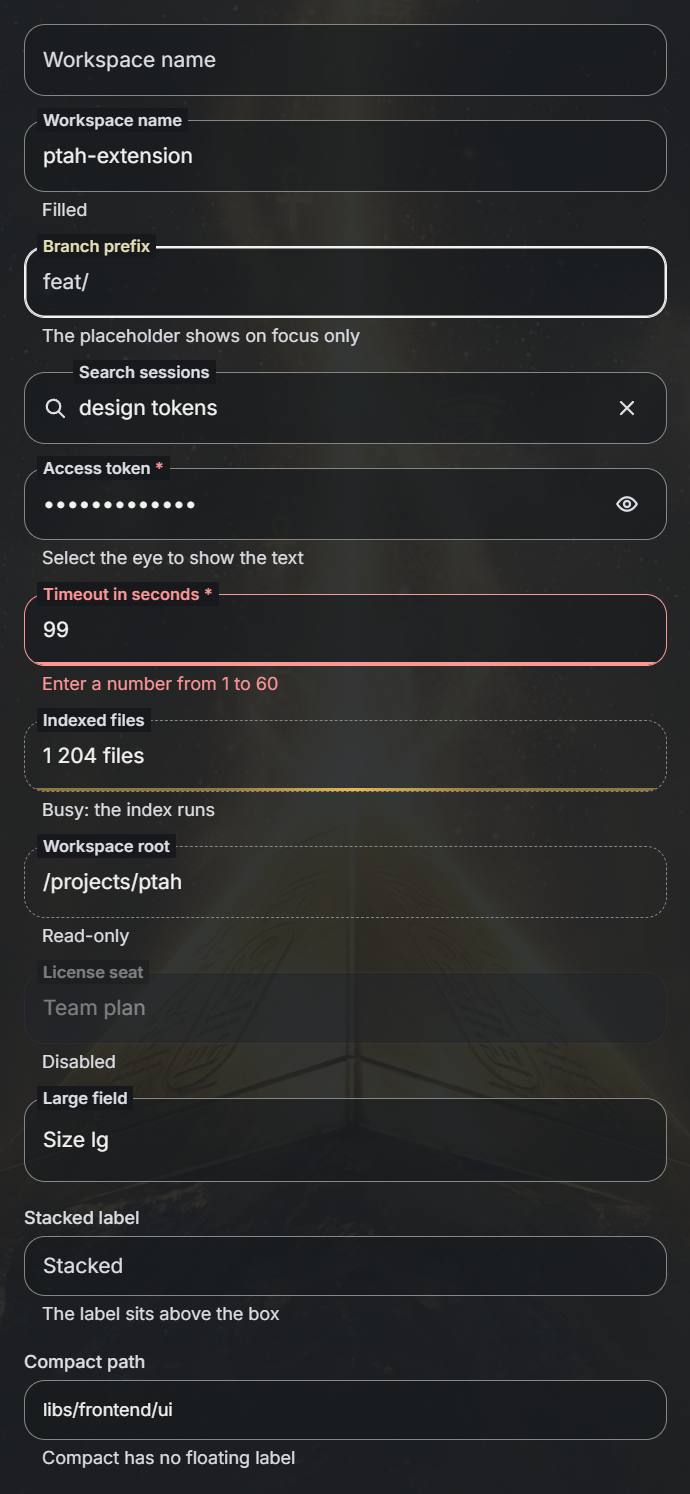 Workspace name
Workspace name
ptah-extension
Filled
Branch prefix
feat/
The placeholder shows on focus only
Search sessions
design tokens
Access token *
•••••••••••••
Select the eye to show the text
Timeout in seconds *
99
Enter a number from 1 to 60
Indexed files
1 204 files
Busy: the index runs
Workspace root
/projects/ptah
Read-only
License seat
Team plan
Disabled
Large field
Size lg
Stacked label
Stacked
The label sits above the box
Compact path
libs/frontend/ui
Compact has no floating label